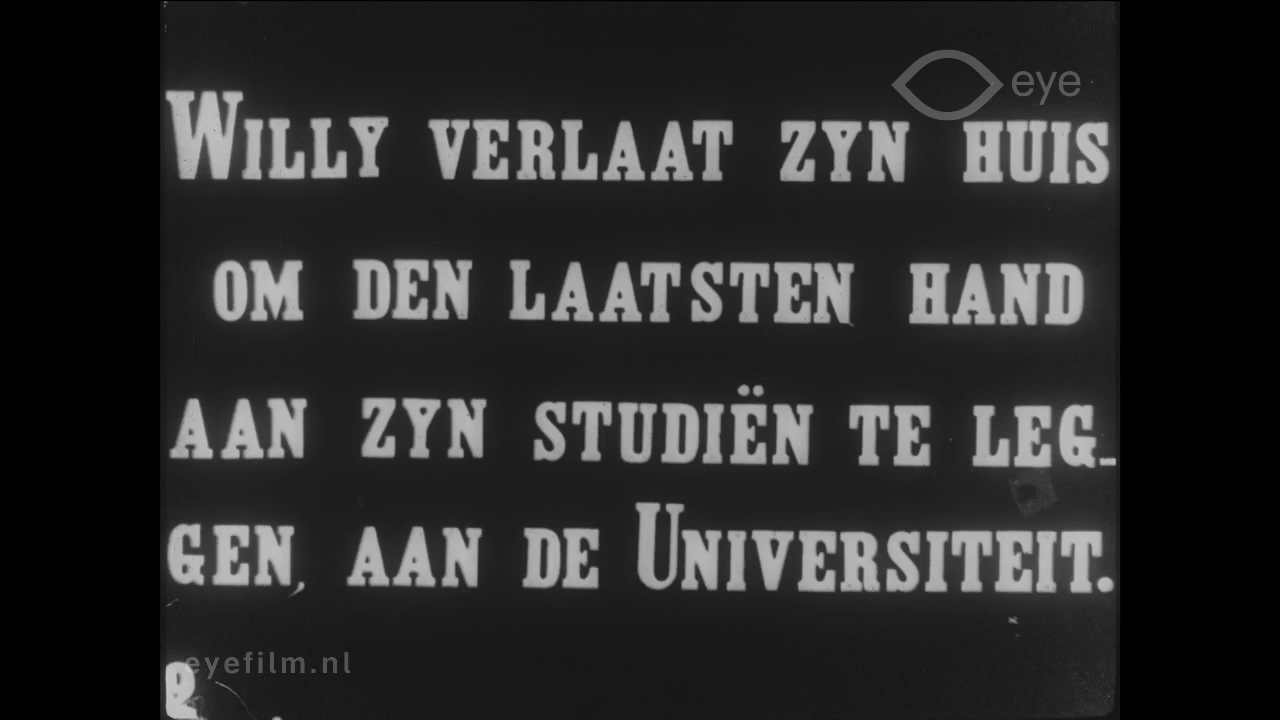 eye
WILLY VERLAAT ZYN HUIS
OM DEN LAATSTEN HAND
AAN ZYN STUDIËN TE LEG-
GEN, AAN DE UNIVERSITEIT.
eyefilm.nl